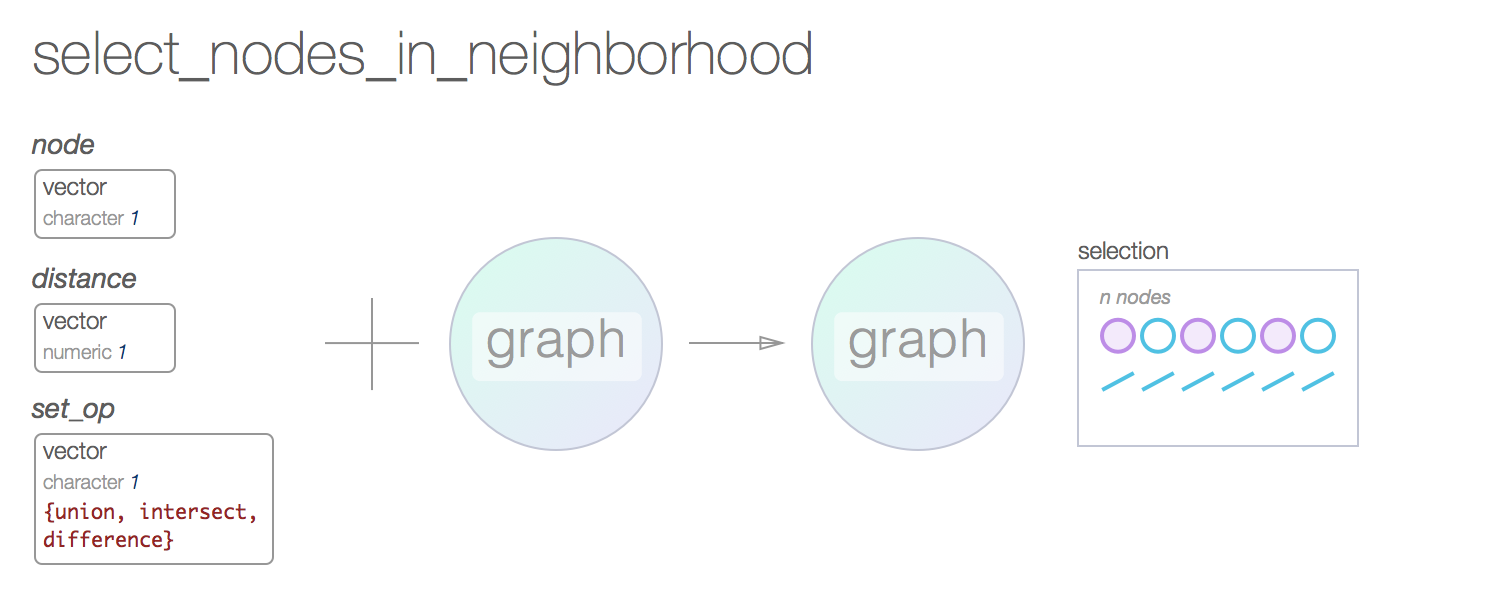 select_nodes_in_neighborhood
node
vector
character 1
distance
vector
numeric 1
set_op
vector
character 1
{union, intersect,
difference}
graph
graph
selection
n nodes